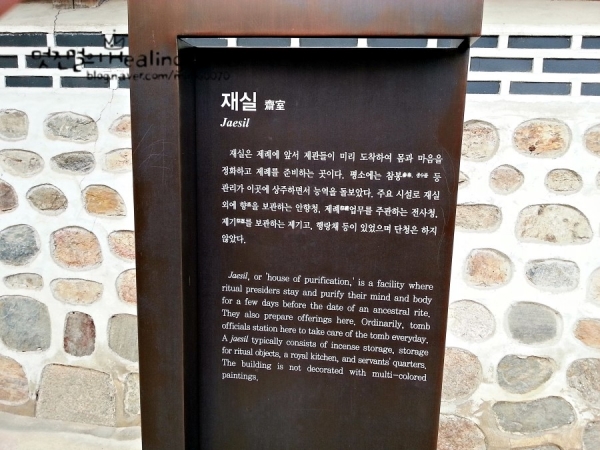 멋진열의 Healing
재실 齋室
Jaesil
재실은 제례에 앞서 제관들이 미리 도착하여 몸과 마음을
정화하고 제례를 준비하는 곳이다. 평소에는 참봉 등
관리가 이곳에 상주하면서 능역을 돌보았다. 주요 시설로 재실
외에 향을 보관하는 안향청, 제례업무를 주관하는 전사청,
제기를 보관하는 제기고, 행랑채 등이 있었으며 단청은 하지
않았다.
Jaesil, or 'house of purification,' is a facility where
ritual presiders stay and purify their mind and body
for a few days before the date of an ancestral rite.
They also prepare offerings here. Ordinarily, tomb
officials station here to take care of the tomb everyday.
A jaesil typically consists of incense storage, storage
for ritual objects, a royal kitchen, and servants' quarters.
The building is not decorated with multi-colored
paintings.